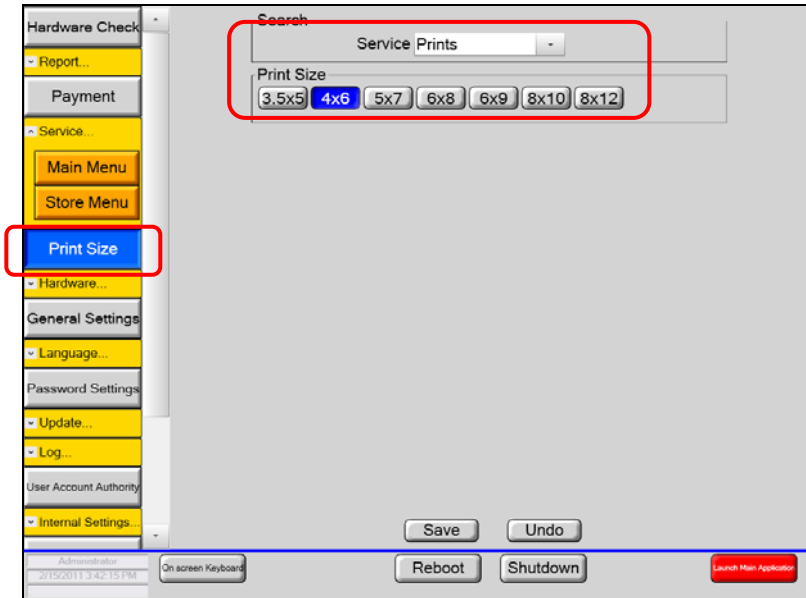 Hardware Check
Report...
Payment
Service...
Main Menu
Store Menu
Print Size
Hardware...
General Settings
Language...
Password Settings
Update...
Log...
User Account Authority
Internal Settings...
Search
Service Prints
Print Size
3.5x5 4x6 5x7 6x8 6x9 8x10 8x12
Save Undo
Administrator
2/15/2011 3:42:15 PM
On screen Keyboard
Reboot Shutdown
Launch Main Application